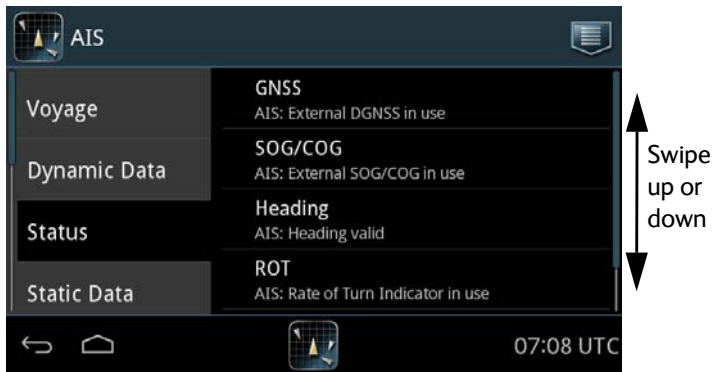 AIS
Voyage
Dynamic Data
Status
Static Data
GNSS
AIS: External DGNSS in use
SOG/COG
AIS: External SOG/COG in use
Heading
AIS: Heading valid
ROT
AIS: Rate of Turn Indicator in use
07:08 UTC
Swipe
up or
down